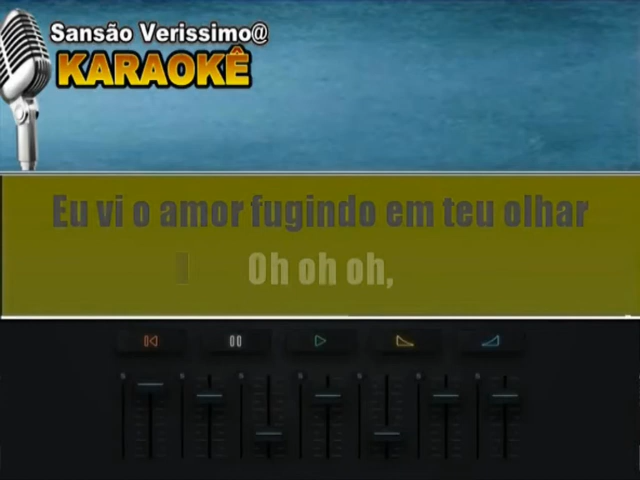 Sansão Verissimo@
KARAOKÊ
Eu vi o amor fugindo em teu olhar
Oh oh oh,